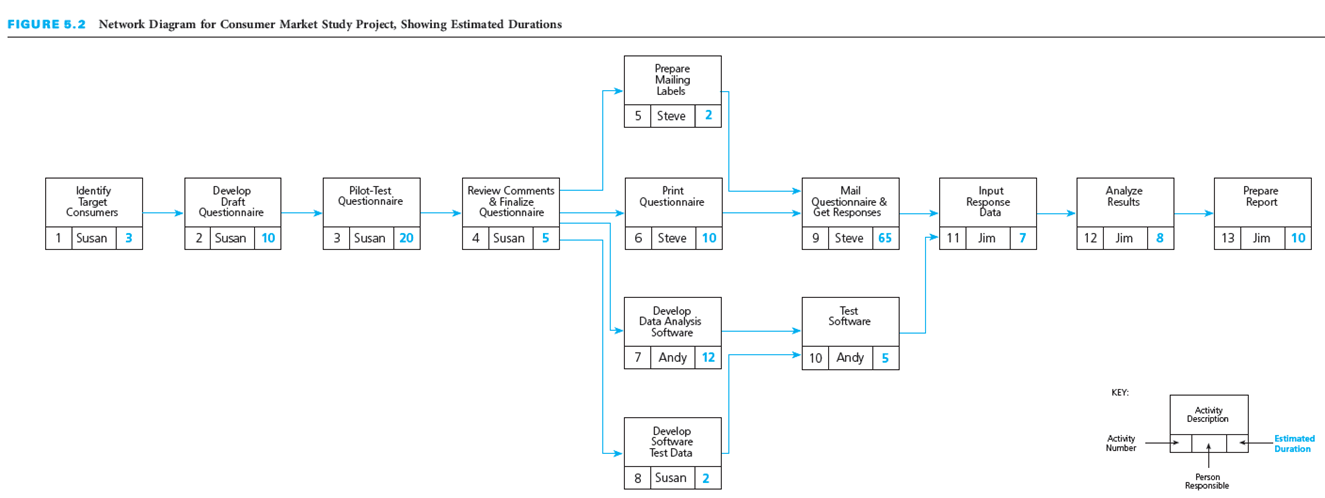 FIGURE 5.2 Network Diagram for Consumer Market Study Project, Showing Estimated Durations
Prepare
Mailing
Labels
5 Steve 2
Identify
Target
Consumers
1 Susan 3
Develop
Draft
Questionnaire
2 Susan 10
Pilot-Test
Questionnaire
3 Susan 20
Review Comments
& Finalize
Questionnaire
4 Susan 5
Print
Questionnaire
6 Steve 10
Mail
Questionnaire &
Get Responses
9 Steve 65
Input
Response
Data
11 Jim 7
Analyze
Results
12 Jim 8
Prepare
Report
13 Jim 10
Develop
Data Analysis
Software
7 Andy 12
Test
Software
10 Andy 5
Develop
Software
Test Data
8 Susan 2
KEY:
Activity
Description
Activity
Number
Estimated
Duration
Person
Responsible